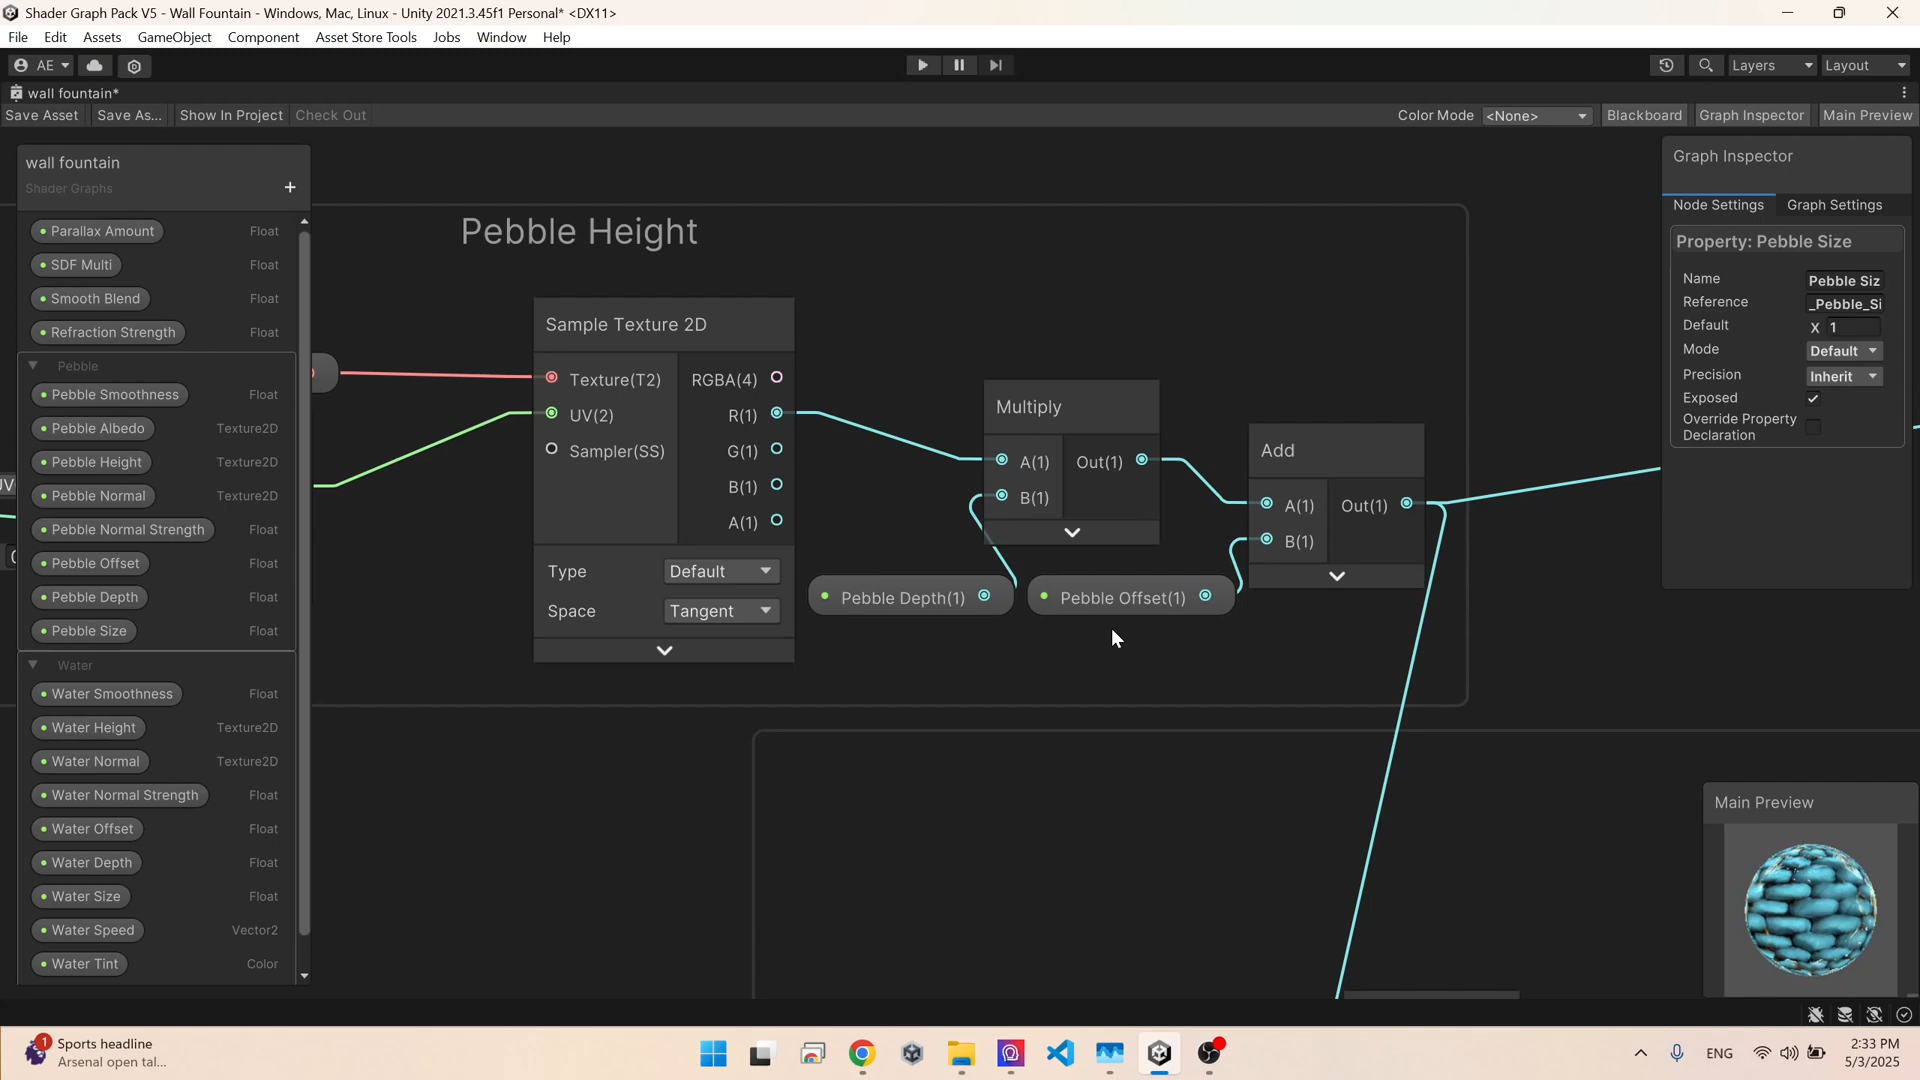 Shader Graph Pack V5 - Wall Fountain - Windows, Mac, Linux - Unity 2021.3.45f1 Personal* <DX11>
File Edit Assets GameObject Component Asset Store Tools Jobs Window Help
AE Layers Layout
wall fountain*
Save Asset Save As... Show In Project Check Out Color Mode <None> Blackboard Graph Inspector Main Preview
wall fountain
Shader Graphs
+
Parallax Amount Float
SDF Multi Float
Smooth Blend Float
Refraction Strength Float
Pebble
Pebble Smoothness Float
Pebble Albedo Texture2D
Pebble Height Texture2D
Pebble Normal Texture2D
Pebble Normal Strength Float
Pebble Offset Float
Pebble Depth Float
Pebble Size Float
Water
Water Smoothness Float
Water Height Texture2D
Water Normal Texture2D
Water Normal Strength Float
Water Offset Float
Water Depth Float
Water Size Float
Water Speed Vector2
Water Tint Color
Pebble Height
Sample Texture 2D
Texture(T2) RGBA(4)
UV(2) R(1)
Sampler(SS) G(1)
B(1)
A(1)
Type Default
Space Tangent
Multiply
A(1) Out(1)
B(1)
Pebble Depth(1)
Pebble Offset(1)
Add
A(1) Out(1)
B(1)
Graph Inspector
Node Settings Graph Settings
Property: Pebble Size
Name Pebble Siz
Reference _Pebble_Si
Default X 1
Mode Default
Precision Inherit
Exposed
Override Property
Declaration
Main Preview
1
Sports headline
Arsenal open tal...
ENG
2:33 PM
5/3/2025